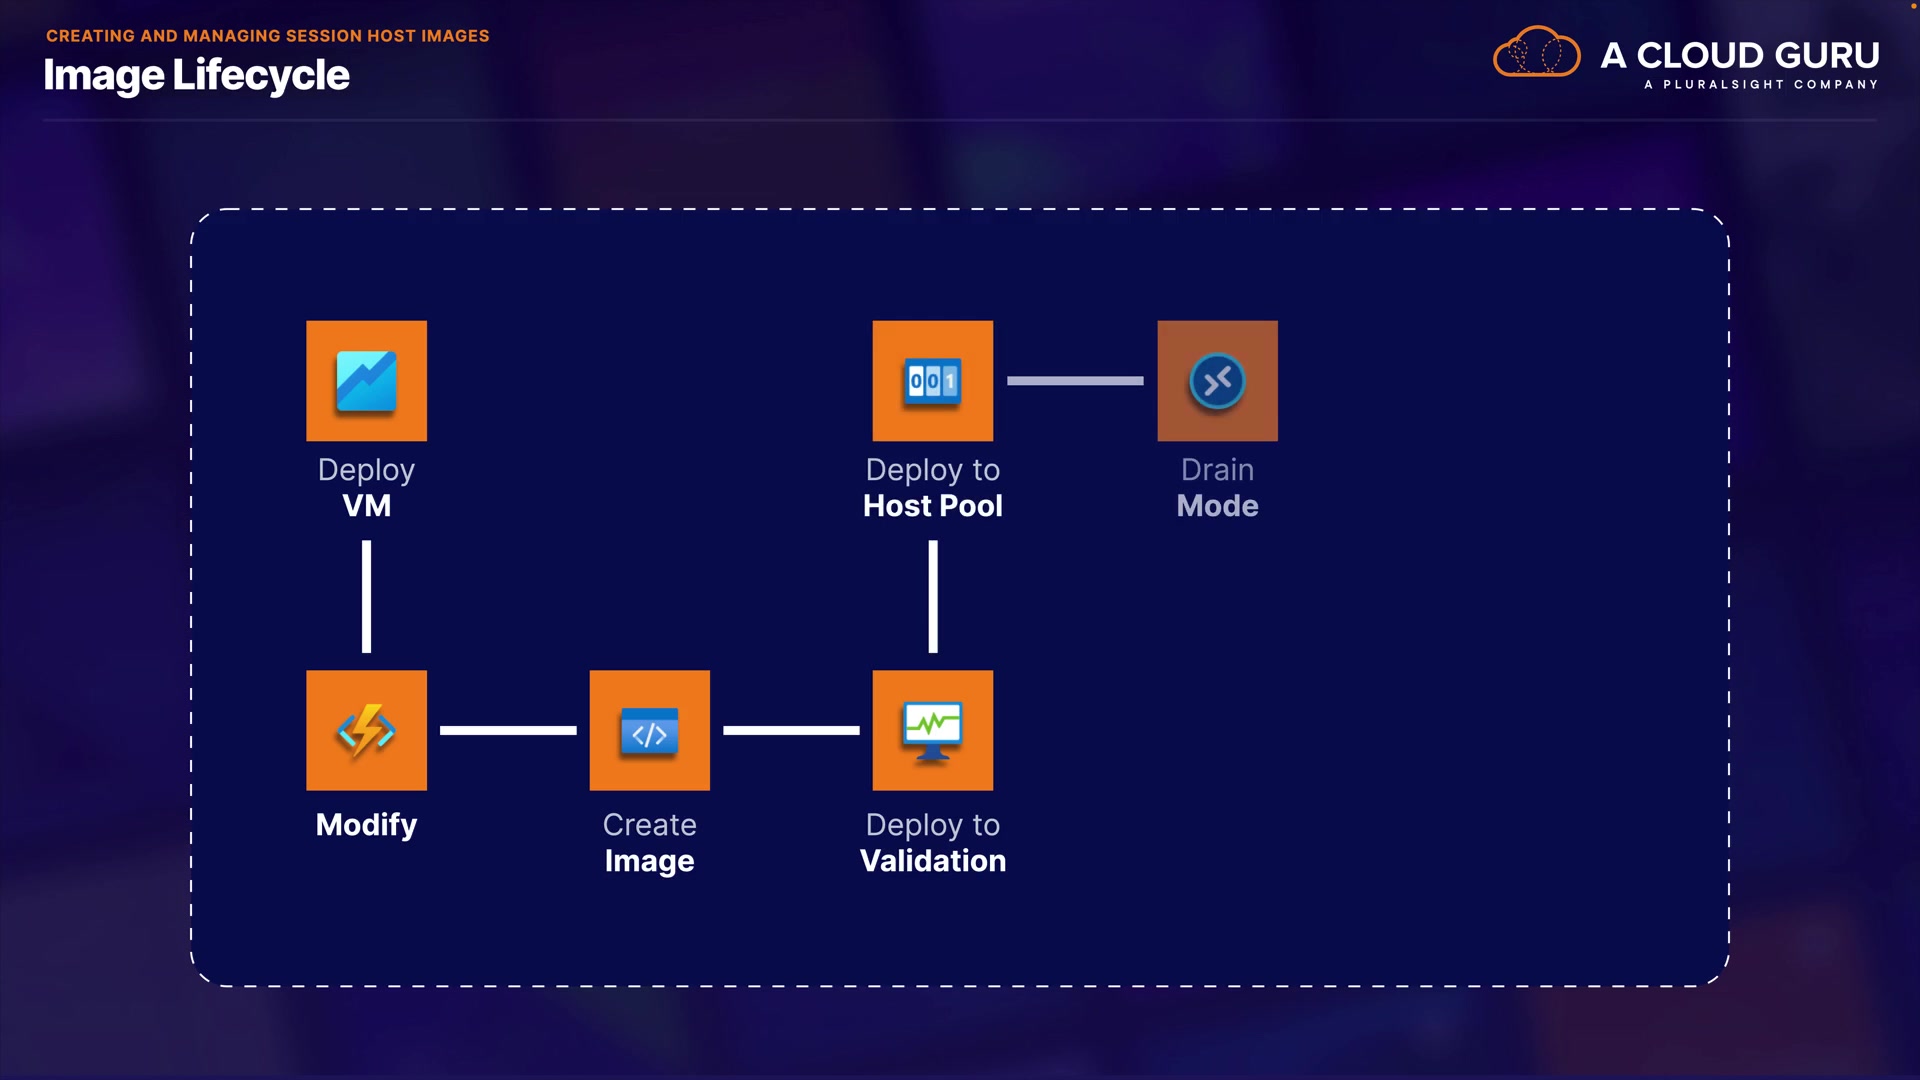 CREATING AND MANAGING SESSION HOST IMAGES
Image Lifecycle
A CLOUD GURU
A PLURALSIGHT COMPANY
Deploy
VM
001
Deploy to
Host Pool
Drain
Mode
Modify
</>
Create
Image
Deploy to
Validation